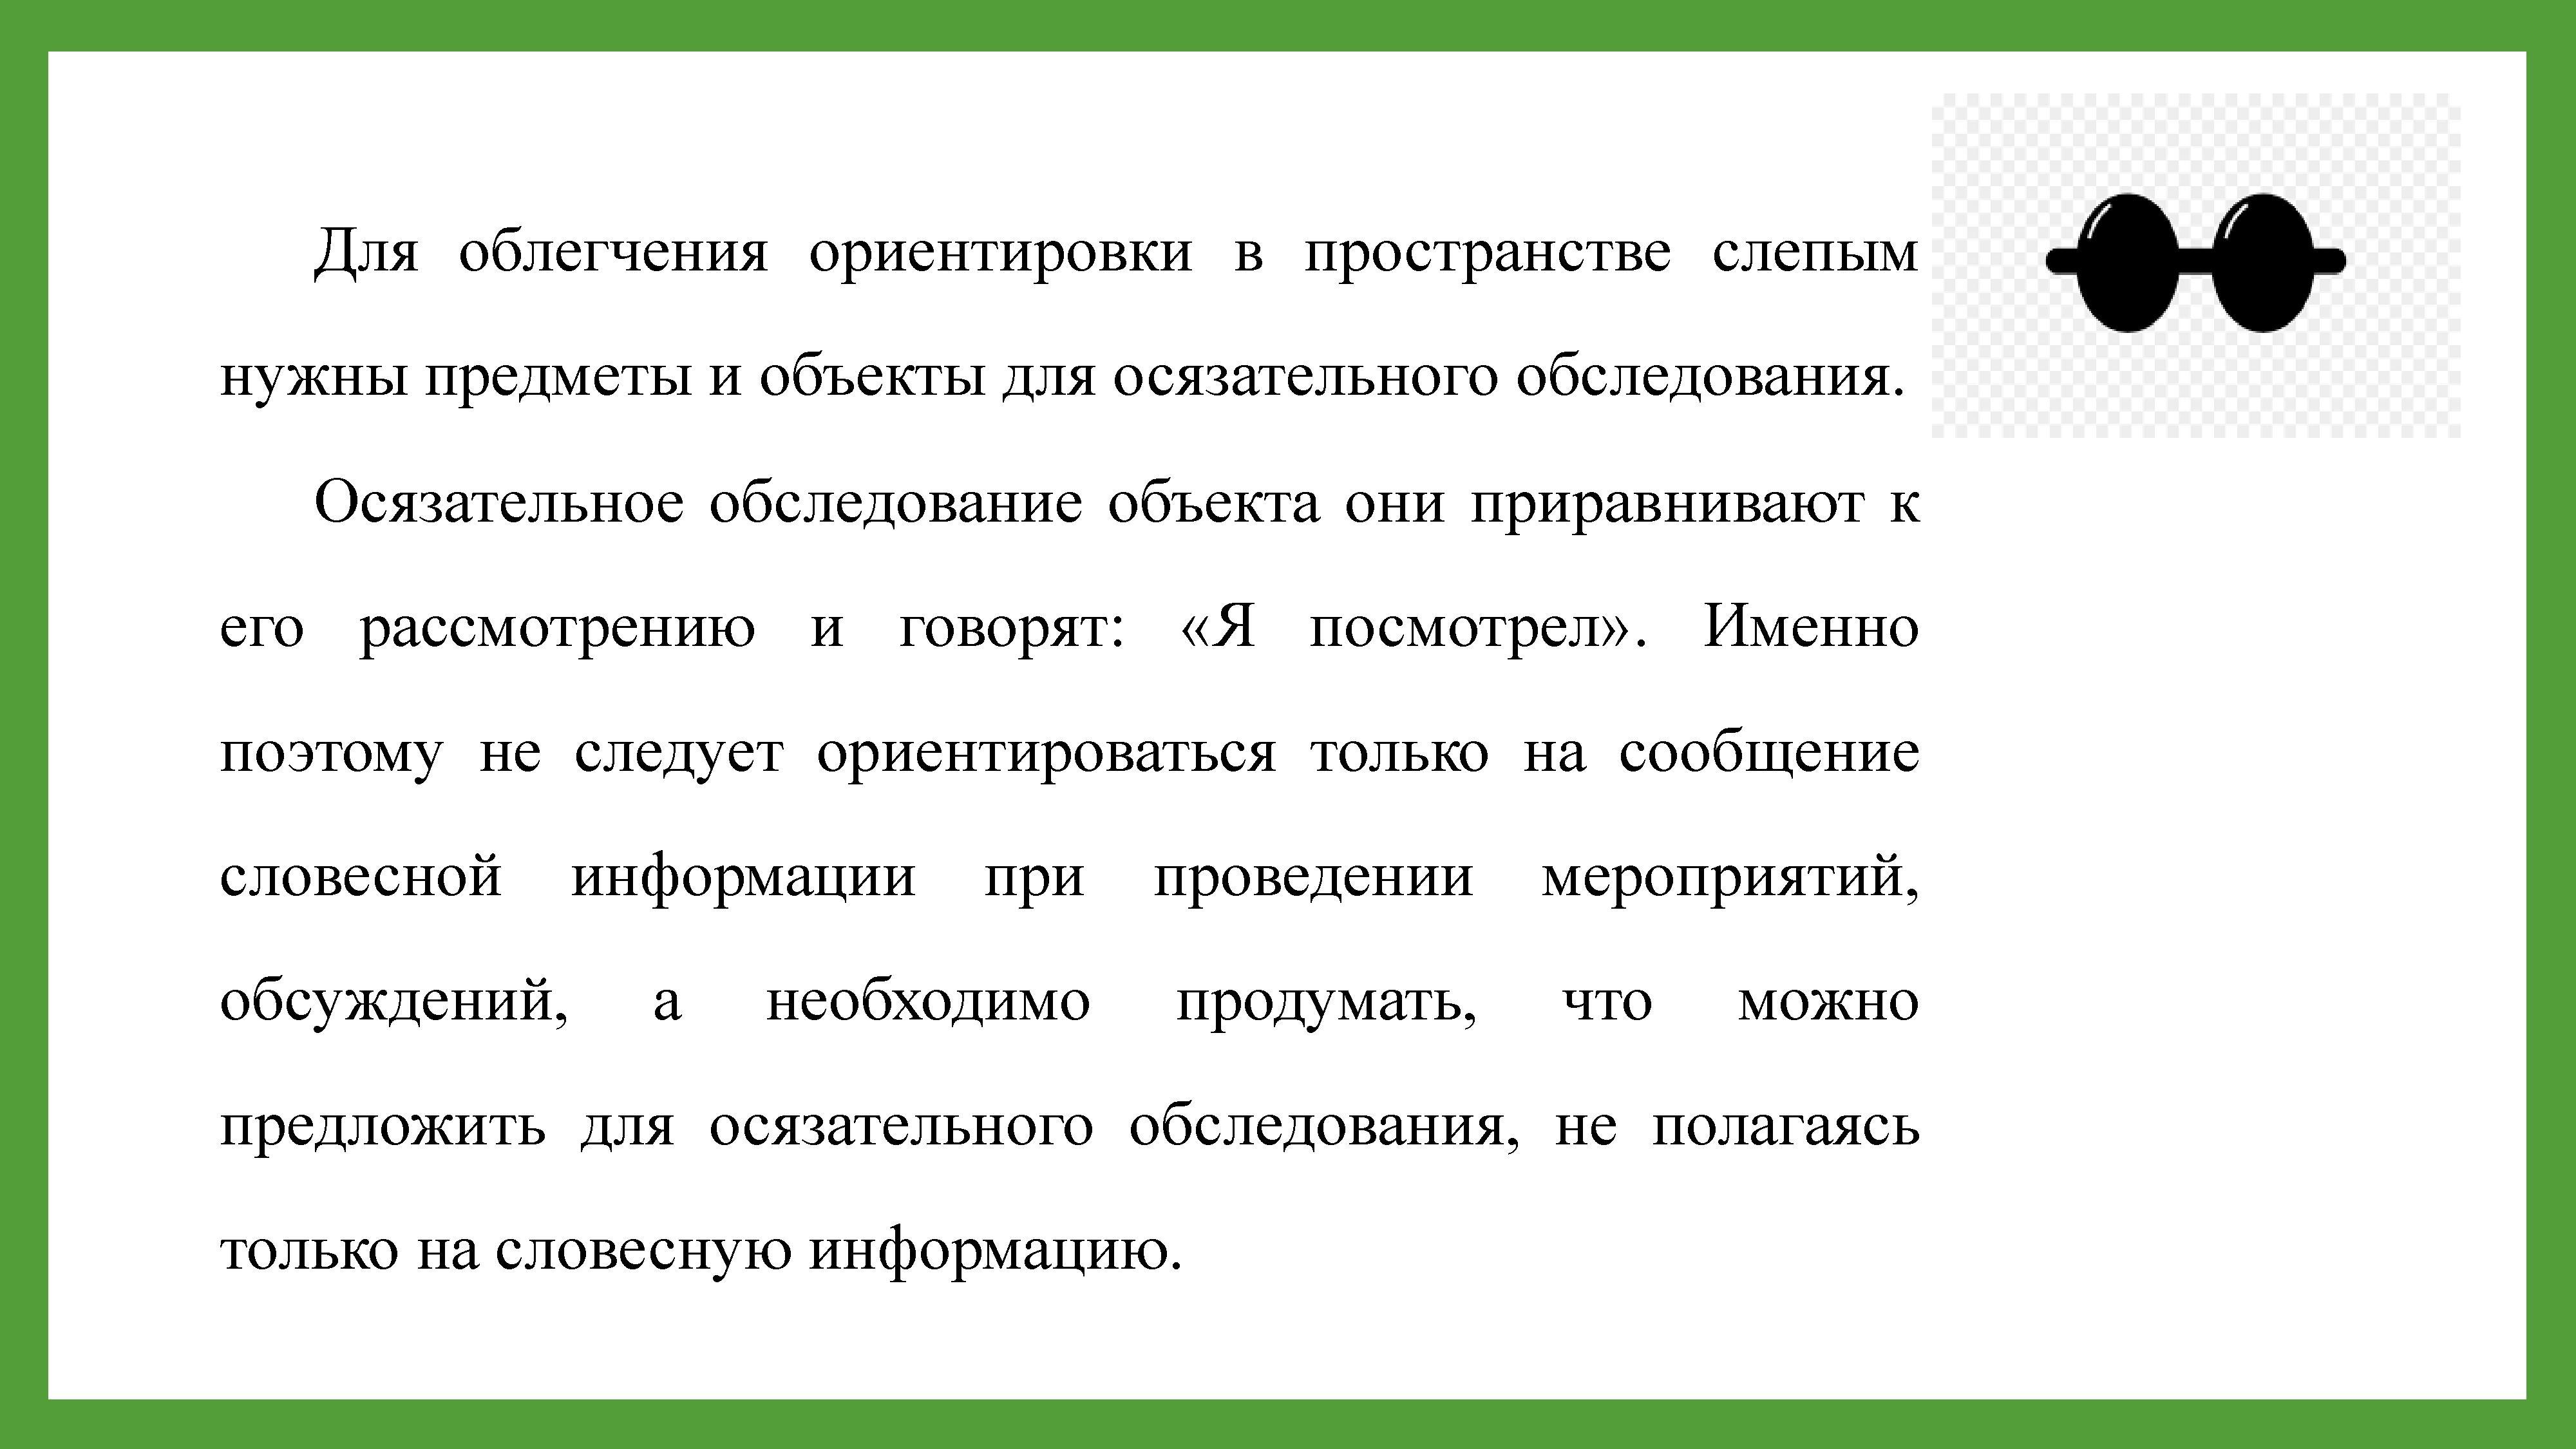 Для облегчения ориентировки в пространстве слепым
нужны предметы и объекты для осязательного обследования.
Осязательное обследование объекта они приравнивают к
его рассмотрению и говорят: «Я посмотрел». Именно
поэтому не следует ориентироваться только на сообщение
словесной информации при проведении мероприятий,
обсуждений, а необходимо продумать, что можно
предложить для осязательного обследования, не полагаясь
только на словесную информацию.